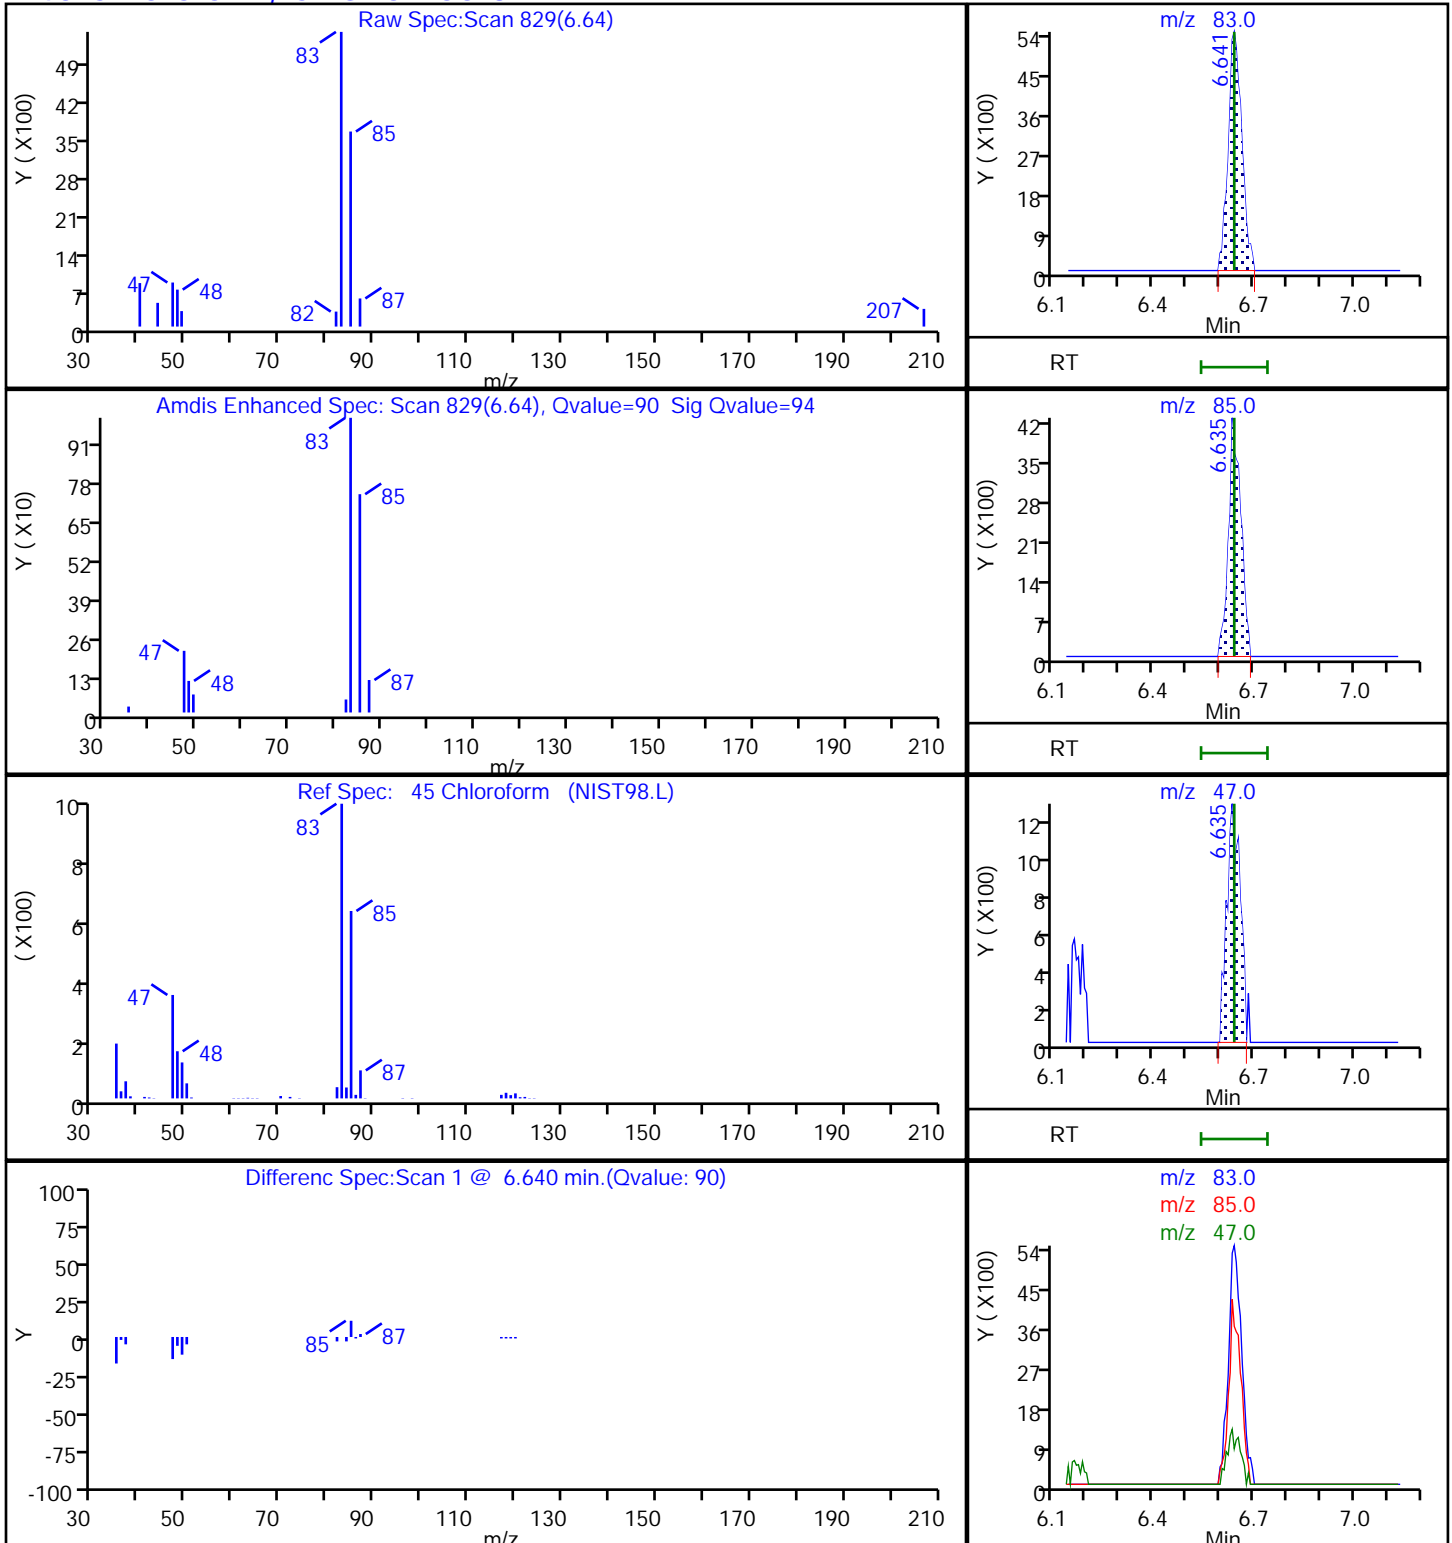 Raw Spec:Scan 829(6.64)
Y ( X100)
49
42
35
28
21
14
7
0
83
85
47
48
82
87
207
30 50 70 90 110 130 150 170 190 210
m/z
m/z 83.0
Y ( X100)
54
45
36
27
18
9
0
6.641
6.1 6.4 6.7 7.0
Min
RT
Amdis Enhanced Spec: Scan 829(6.64), Qvalue=90 Sig Qvalue=94
Y ( X10)
91
78
65
52
39
26
13
0
83
85
47
48
87
30 50 70 90 110 130 150 170 190 210
m/z
m/z 85.0
Y ( X100)
42
35
28
21
14
7
0
6.635
6.1 6.4 6.7 7.0
Min
RT
Ref Spec: 45 Chloroform (NIST98.L)
( X100)
10
8
6
4
2
0
83
85
47
48
87
30 50 70 90 110 130 150 170 190 210
m/z 47.0
Y ( X100)
12
10
8
6
4
2
0
6.635
6.1 6.4 6.7 7.0
Min
RT
Differenc Spec:Scan 1 @ 6.640 min.(Qvalue: 90)
Y
100
75
50
25
0
-25
-50
-75
-100
85
87
30 50 70 90 110 130 150 170 190 210
m/z
m/z 83.0
m/z 85.0
m/z 47.0
Y ( X100)
54
45
36
27
18
9
0
6.1 6.4 6.7 7.0
Min